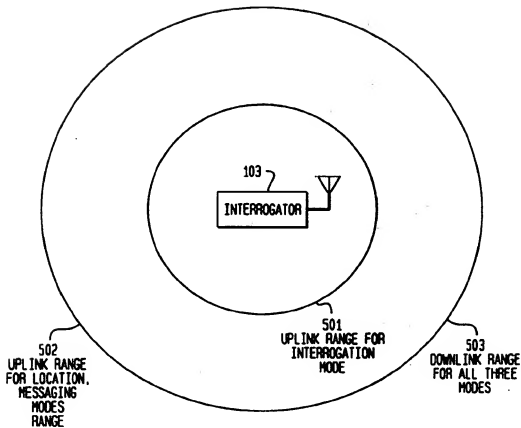 103
INTERROGATOR
501
UPLINK RANGE FOR
INTERROGATION
MODE
502
UPLINK RANGE
FOR LOCATION,
MESSAGING
MODES
RANGE
503
DOWNLINK RANGE
FOR ALL THREE
MODES